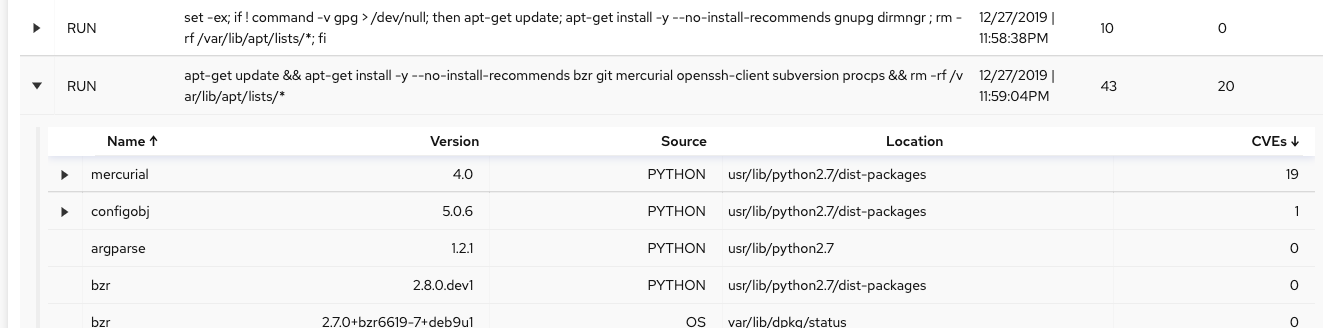 RUN
set -ex; if ! command -v gpg > /dev/null; then apt-get update; apt-get install -y --no-install-recommends gnupg dirmngr ; rm -
rf /var/lib/apt/lists/*; fi
12/27/2019 |
11:58:38PM
10
0
RUN
apt-get update && apt-get install -y --no-install-recommends bzr git mercurial openssh-client subversion procps && rm -rf /v
ar/lib/apt/lists/*
12/27/2019 |
11:59:04PM
43
20
Name ↑ Version Source Location CVEs ↓
mercurial 4.0 PYTHON usr/lib/python2.7/dist-packages 19
configobj 5.0.6 PYTHON usr/lib/python2.7/dist-packages 1
argparse 1.2.1 PYTHON usr/lib/python2.7 0
bzr 2.8.0.dev1 PYTHON usr/lib/python2.7/dist-packages 0
bzr 2.7.0+bzr6619-7+deb9u1 OS var/lib/dpkg/status 0